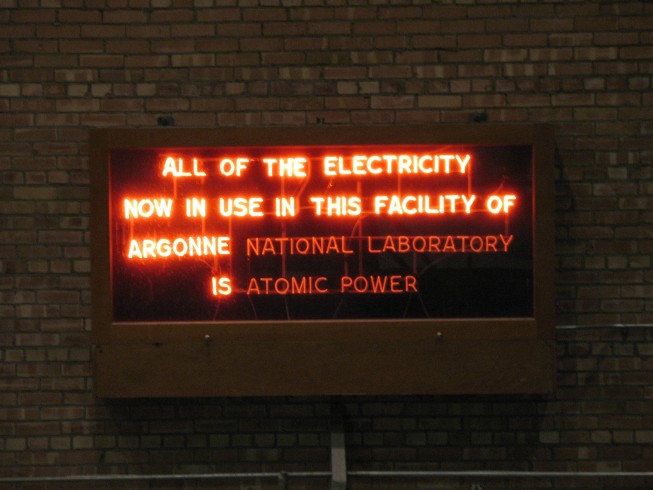 ALL OF THE ELECTRICITY
NOW IN USE IN THIS FACILITY OF
ARGONNE NATIONAL LABORATORY
IS ATOMIC POWER